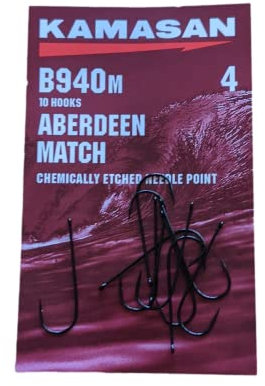 KAMASAN
B940M 4
10 HOOKS
ABERDEEN
MATCH
CHEMICALLY ETCHED NEEDLE POINT